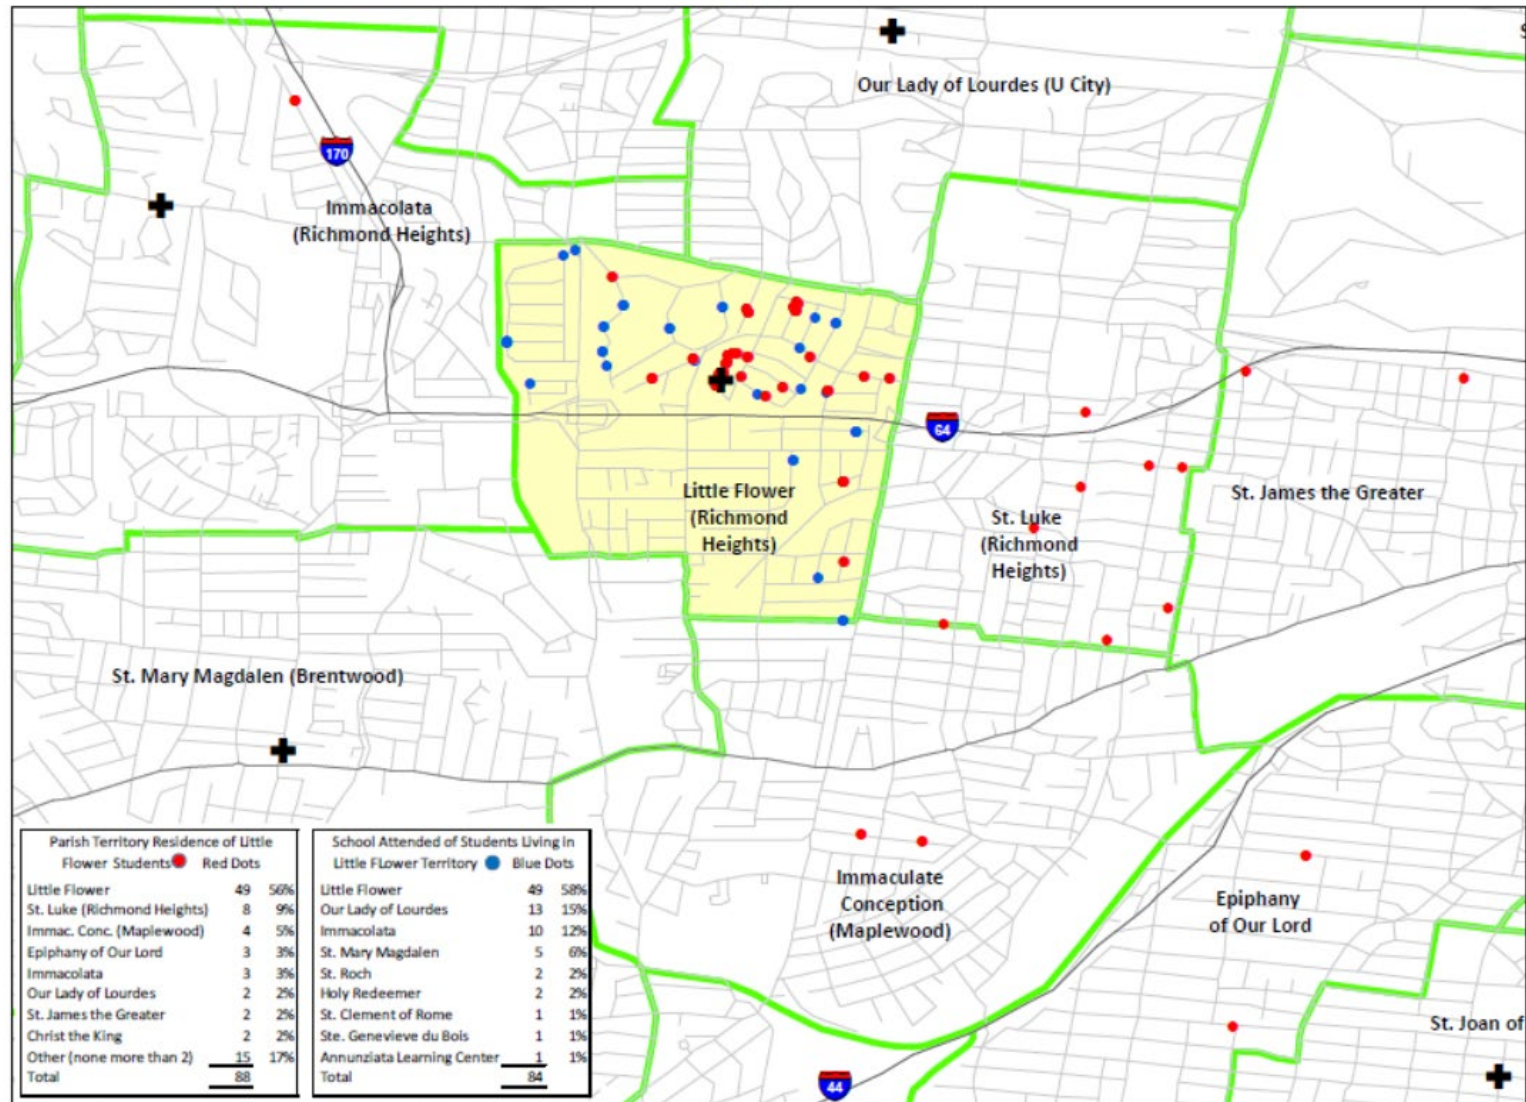 S
Our Lady of Lourdes (U City)
170
Immacolata
(Richmond Heights)
64
Little Flower
(Richmond
Heights)
St. Luke
(Richmond
Heights)
St. James the Greater
St. Mary Magdalen (Brentwood)
Immaculate
Conception
(Maplewood)
Epiphany
of Our Lord
St. Joan of
44
Parish Territory Residence of Little
Flower Students Red Dots
Little Flower 49 56%
St. Luke (Richmond Heights) 8 9%
Immac. Conc. (Maplewood) 4 5%
Epiphany of Our Lord 3 3%
Immacolata 3 3%
Our Lady of Lourdes 2 2%
St. James the Greater 2 2%
Christ the King 2 2%
Other (none more than 2) 15 17%
Total 88
School Attended of Students Living in
Little FLower Territory Blue Dots
Little Flower 49 58%
Our Lady of Lourdes 13 15%
Immacolata 10 12%
St. Mary Magdalen 5 6%
St. Roch 2 2%
Holy Redeemer 2 2%
St. Clement of Rome 1 1%
Ste. Genevieve du Bois 1 1%
Annunziata Learning Center 1 1%
Total 84